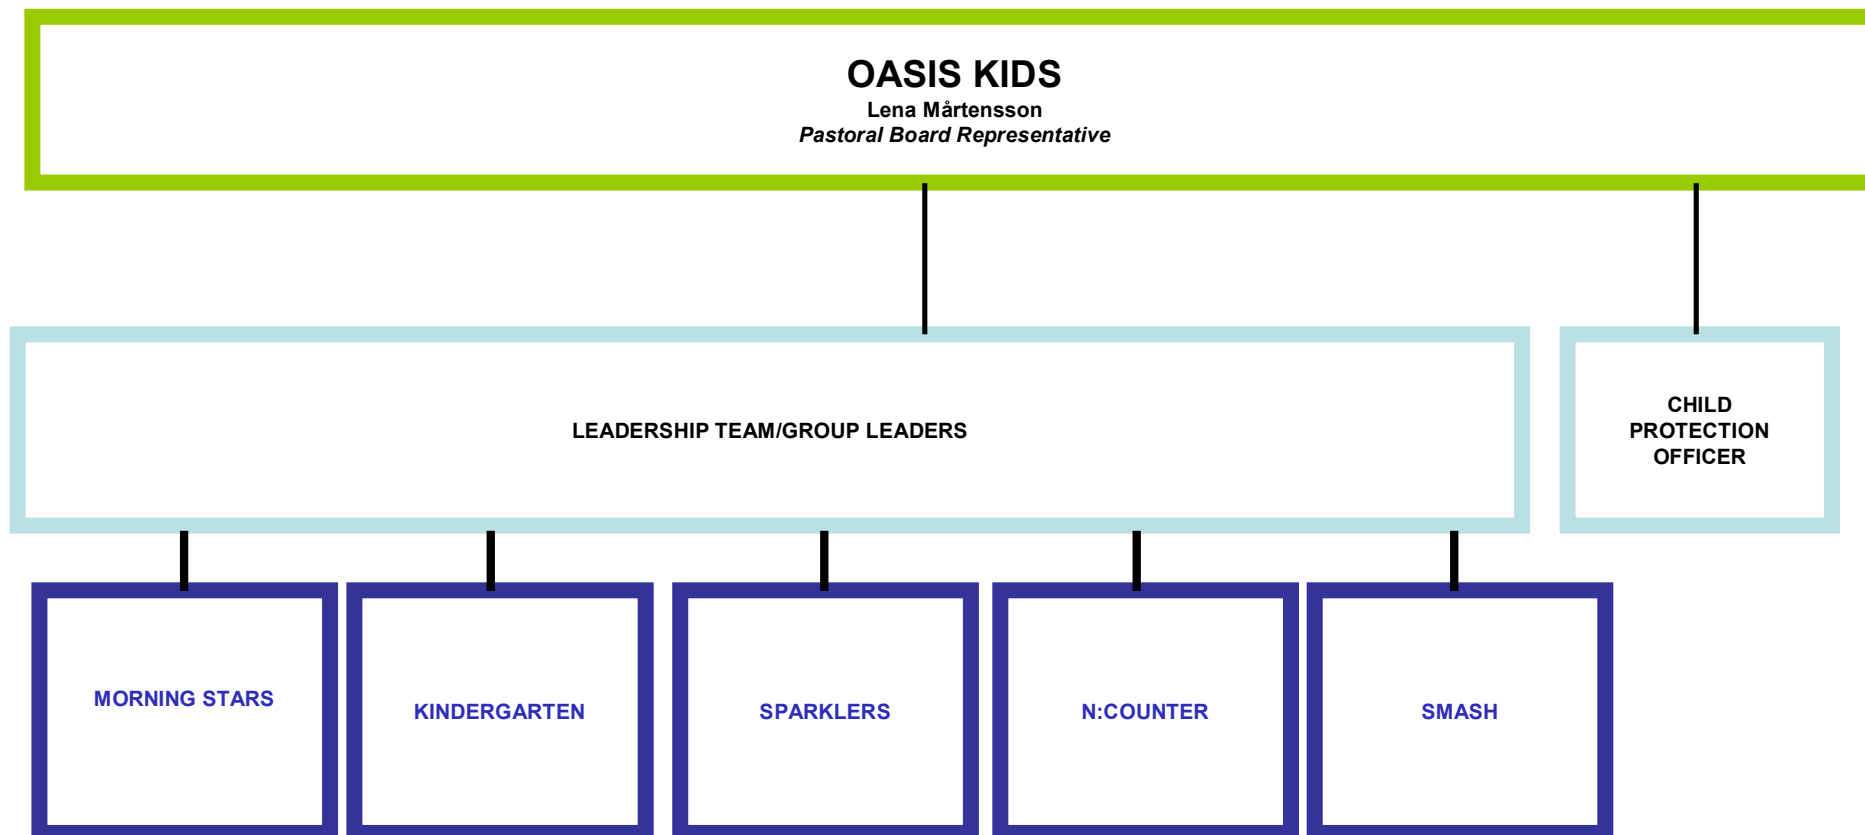 OASIS KIDS
Lena Mårtensson
Pastoral Board Representative
LEADERSHIP TEAM/GROUP LEADERS
CHILD
PROTECTION
OFFICER
MORNING STARS
KINDERGARTEN
SPARKLERS
N:COUNTER
SMASH